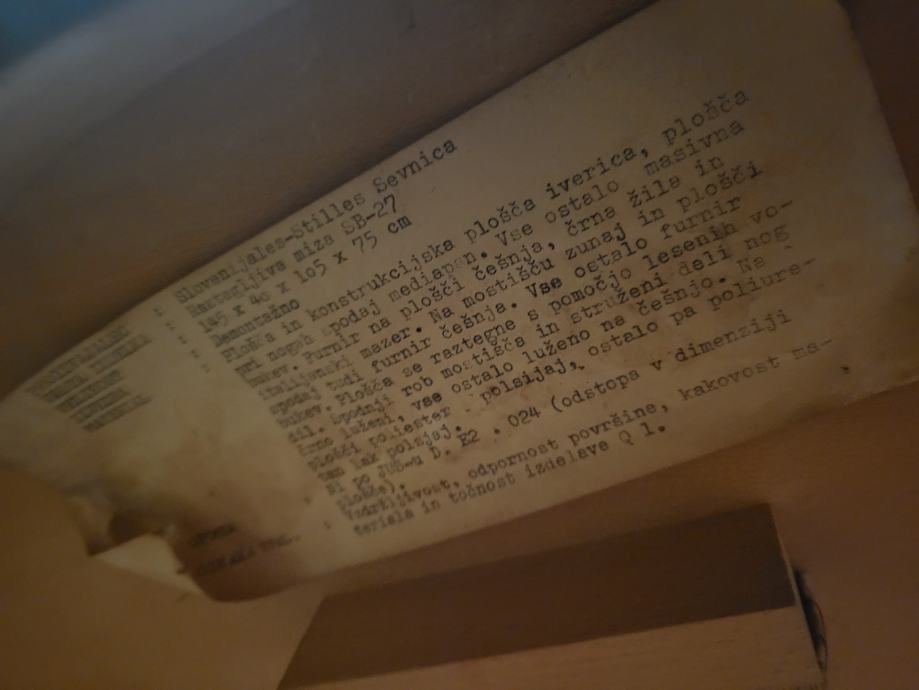 : Slovenijales-Stilles Sevnica
: Raztegljiva miza SB-27
: 145 x 40 x 105 x 75 cm
: Demontažno
: Plošča in konstrukcijska plošča iverica, plošča
pri nogah spodaj mediapan. Vse ostalo masivna
bukev. Furnir na plošči češnja, črna žila in
italijanski mazer. Na mostišču zunaj in plošči
spodaj tudi furnir češnja. Vse ostalo furnir
bukev. Plošča se raztegne s pomočjo lesenih vo-
dil. Spodnji rob mostišča in struženi deli nog
črno luženi, vse ostalo luženo na češnjo. Na
plošči poliester - polsijaj, ostalo pa poliure-
tan lak polsjaj.
Ni po JUS-u D. E2 . 024 (odstopa v dimenziji
plošče).
: Vzdržljivost, odpornost površine, kakovost ma-
teriala in točnost izdelave Q 1.